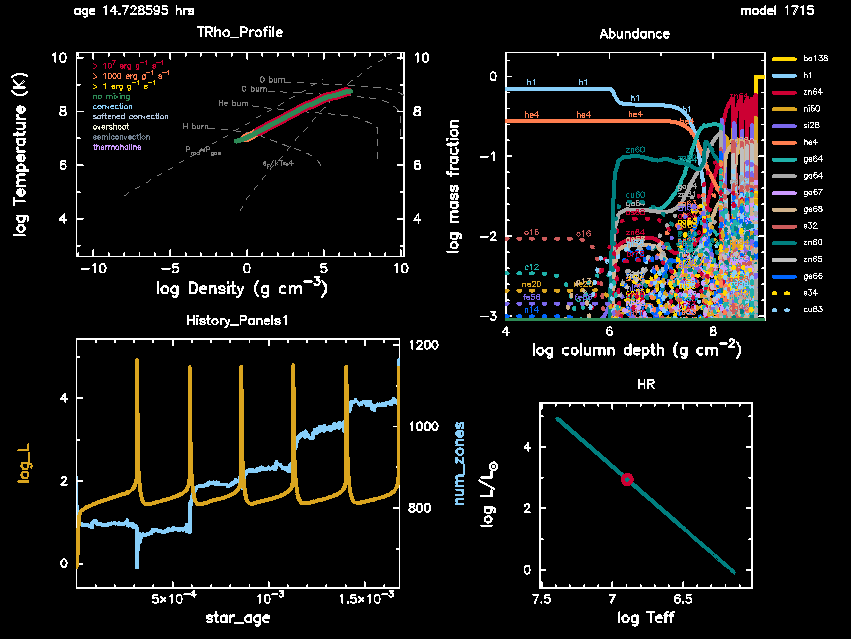 age 14.728595 hrs
model 1715
TRho_Profile
> 10⁷ erg g⁻¹ s⁻¹
> 1000 erg g⁻¹ s⁻¹
> 1 erg g⁻¹ s⁻¹
no mixing
convection
softened convection
overshoot
semiconvection
thermohaline
O burn
C burn
He burn
H burn
10
8
6
4
10
8
6
4
−10
−5
0
5
10
log Temperature (K)
log Density (g cm⁻³)
Abundance
0
−1
−2
−3
4
6
8
log mass fraction
log column depth (g cm⁻²)
h1
h1
he4
he4
he4
zn60
cu60
o16
o16
c12
ne20
fe56
n14
ba138
h1
zn64
ni60
si28
he4
ge64
ga64
ga67
ge68
s32
zn60
zn65
ge66
s34
cu63
History_Panels1
4
2
0
1200
1000
800
5×10⁻⁴
10⁻³
1.5×10⁻³
log_L
num_zones
star_age
HR
4
2
0
7.5
7
6.5
log L/L☉
log Teff